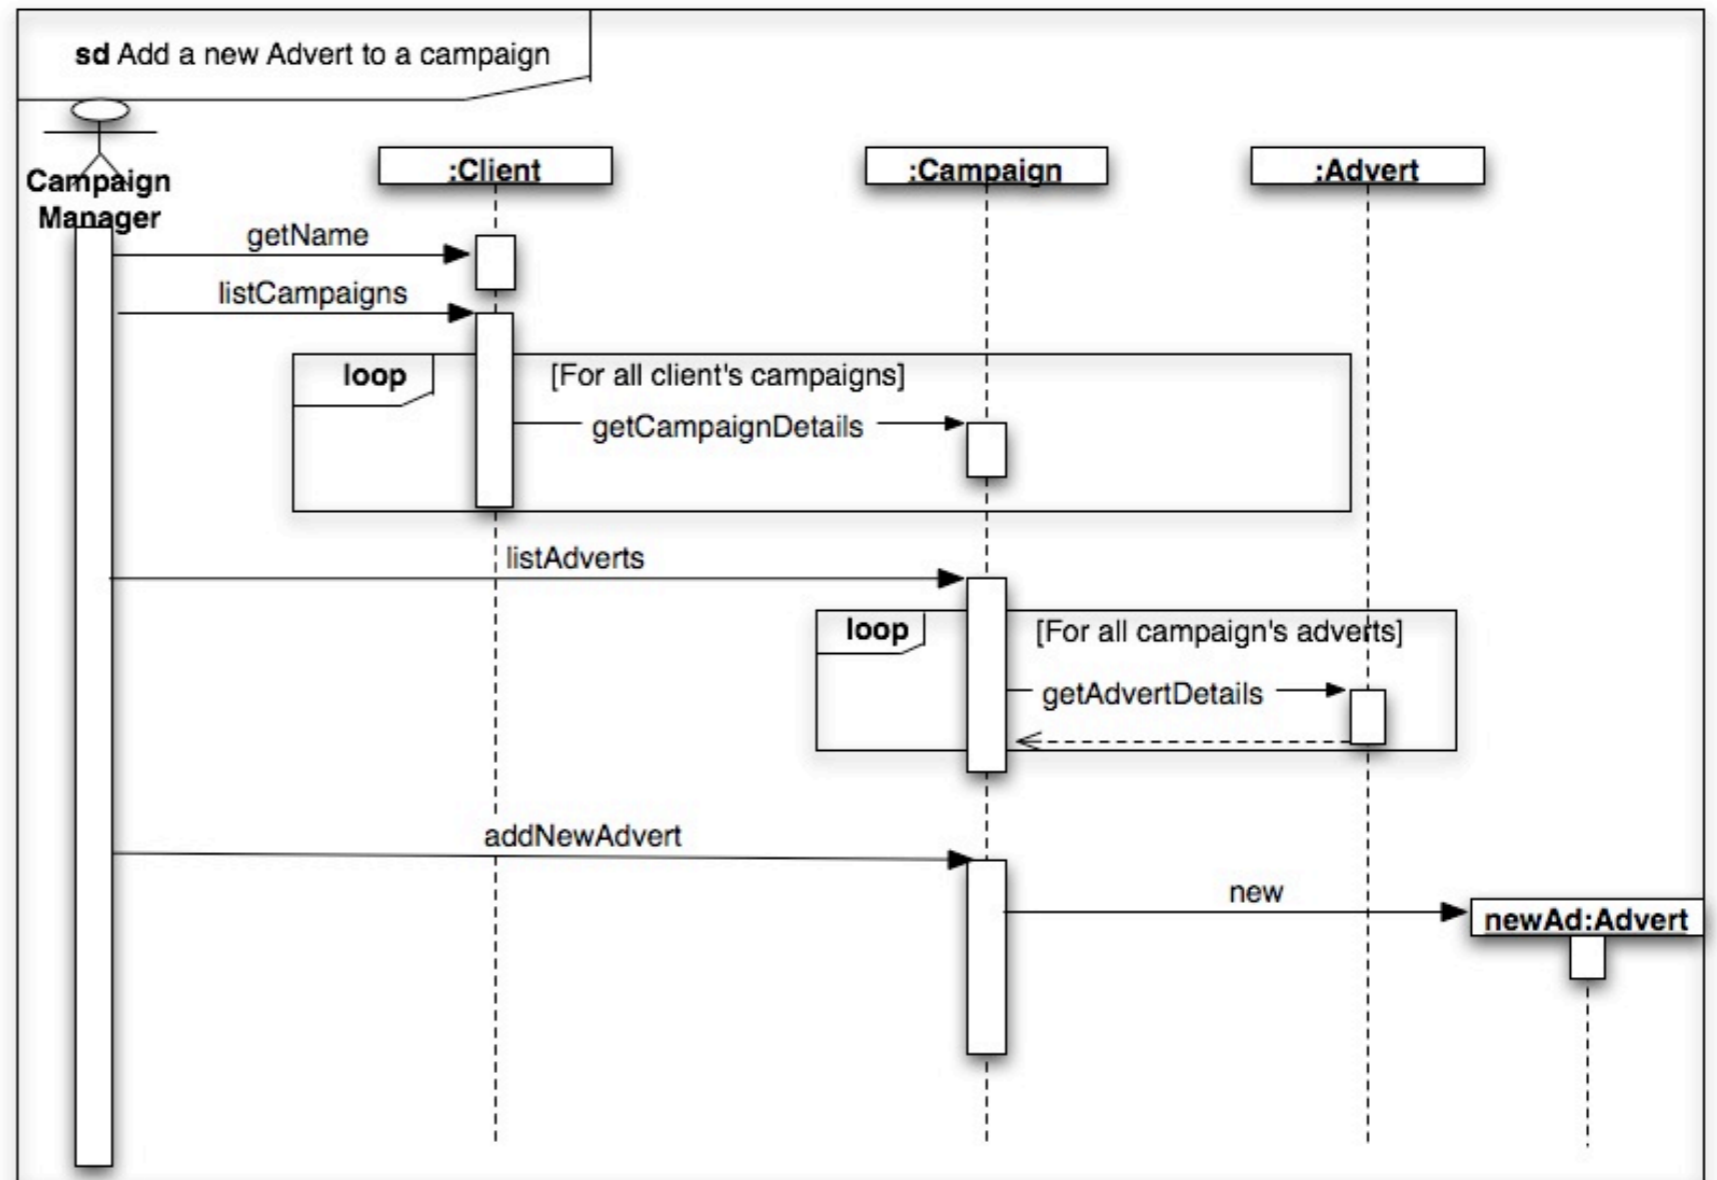 sd Add a new Advert to a campaign
Campaign
Manager
:Client
:Campaign
:Advert
getName
listCampaigns
loop
[For all client's campaigns]
getCampaignDetails
listAdverts
loop
[For all campaign's adverts]
getAdvertDetails
addNewAdvert
new
newAd:Advert